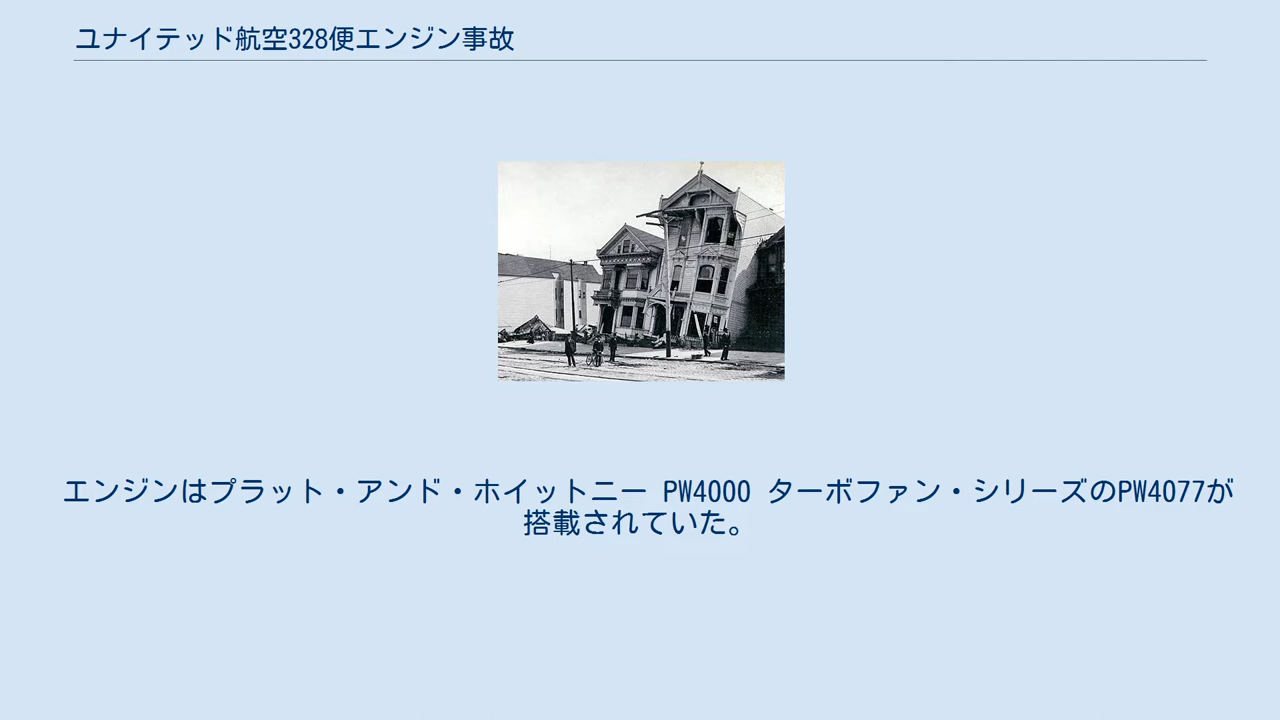 ユナイテッド航空328便エンジン事故
エンジンはプラット・アンド・ホイットニー PW4000 ターボファン・シリーズのPW4077が
搭載されていた。